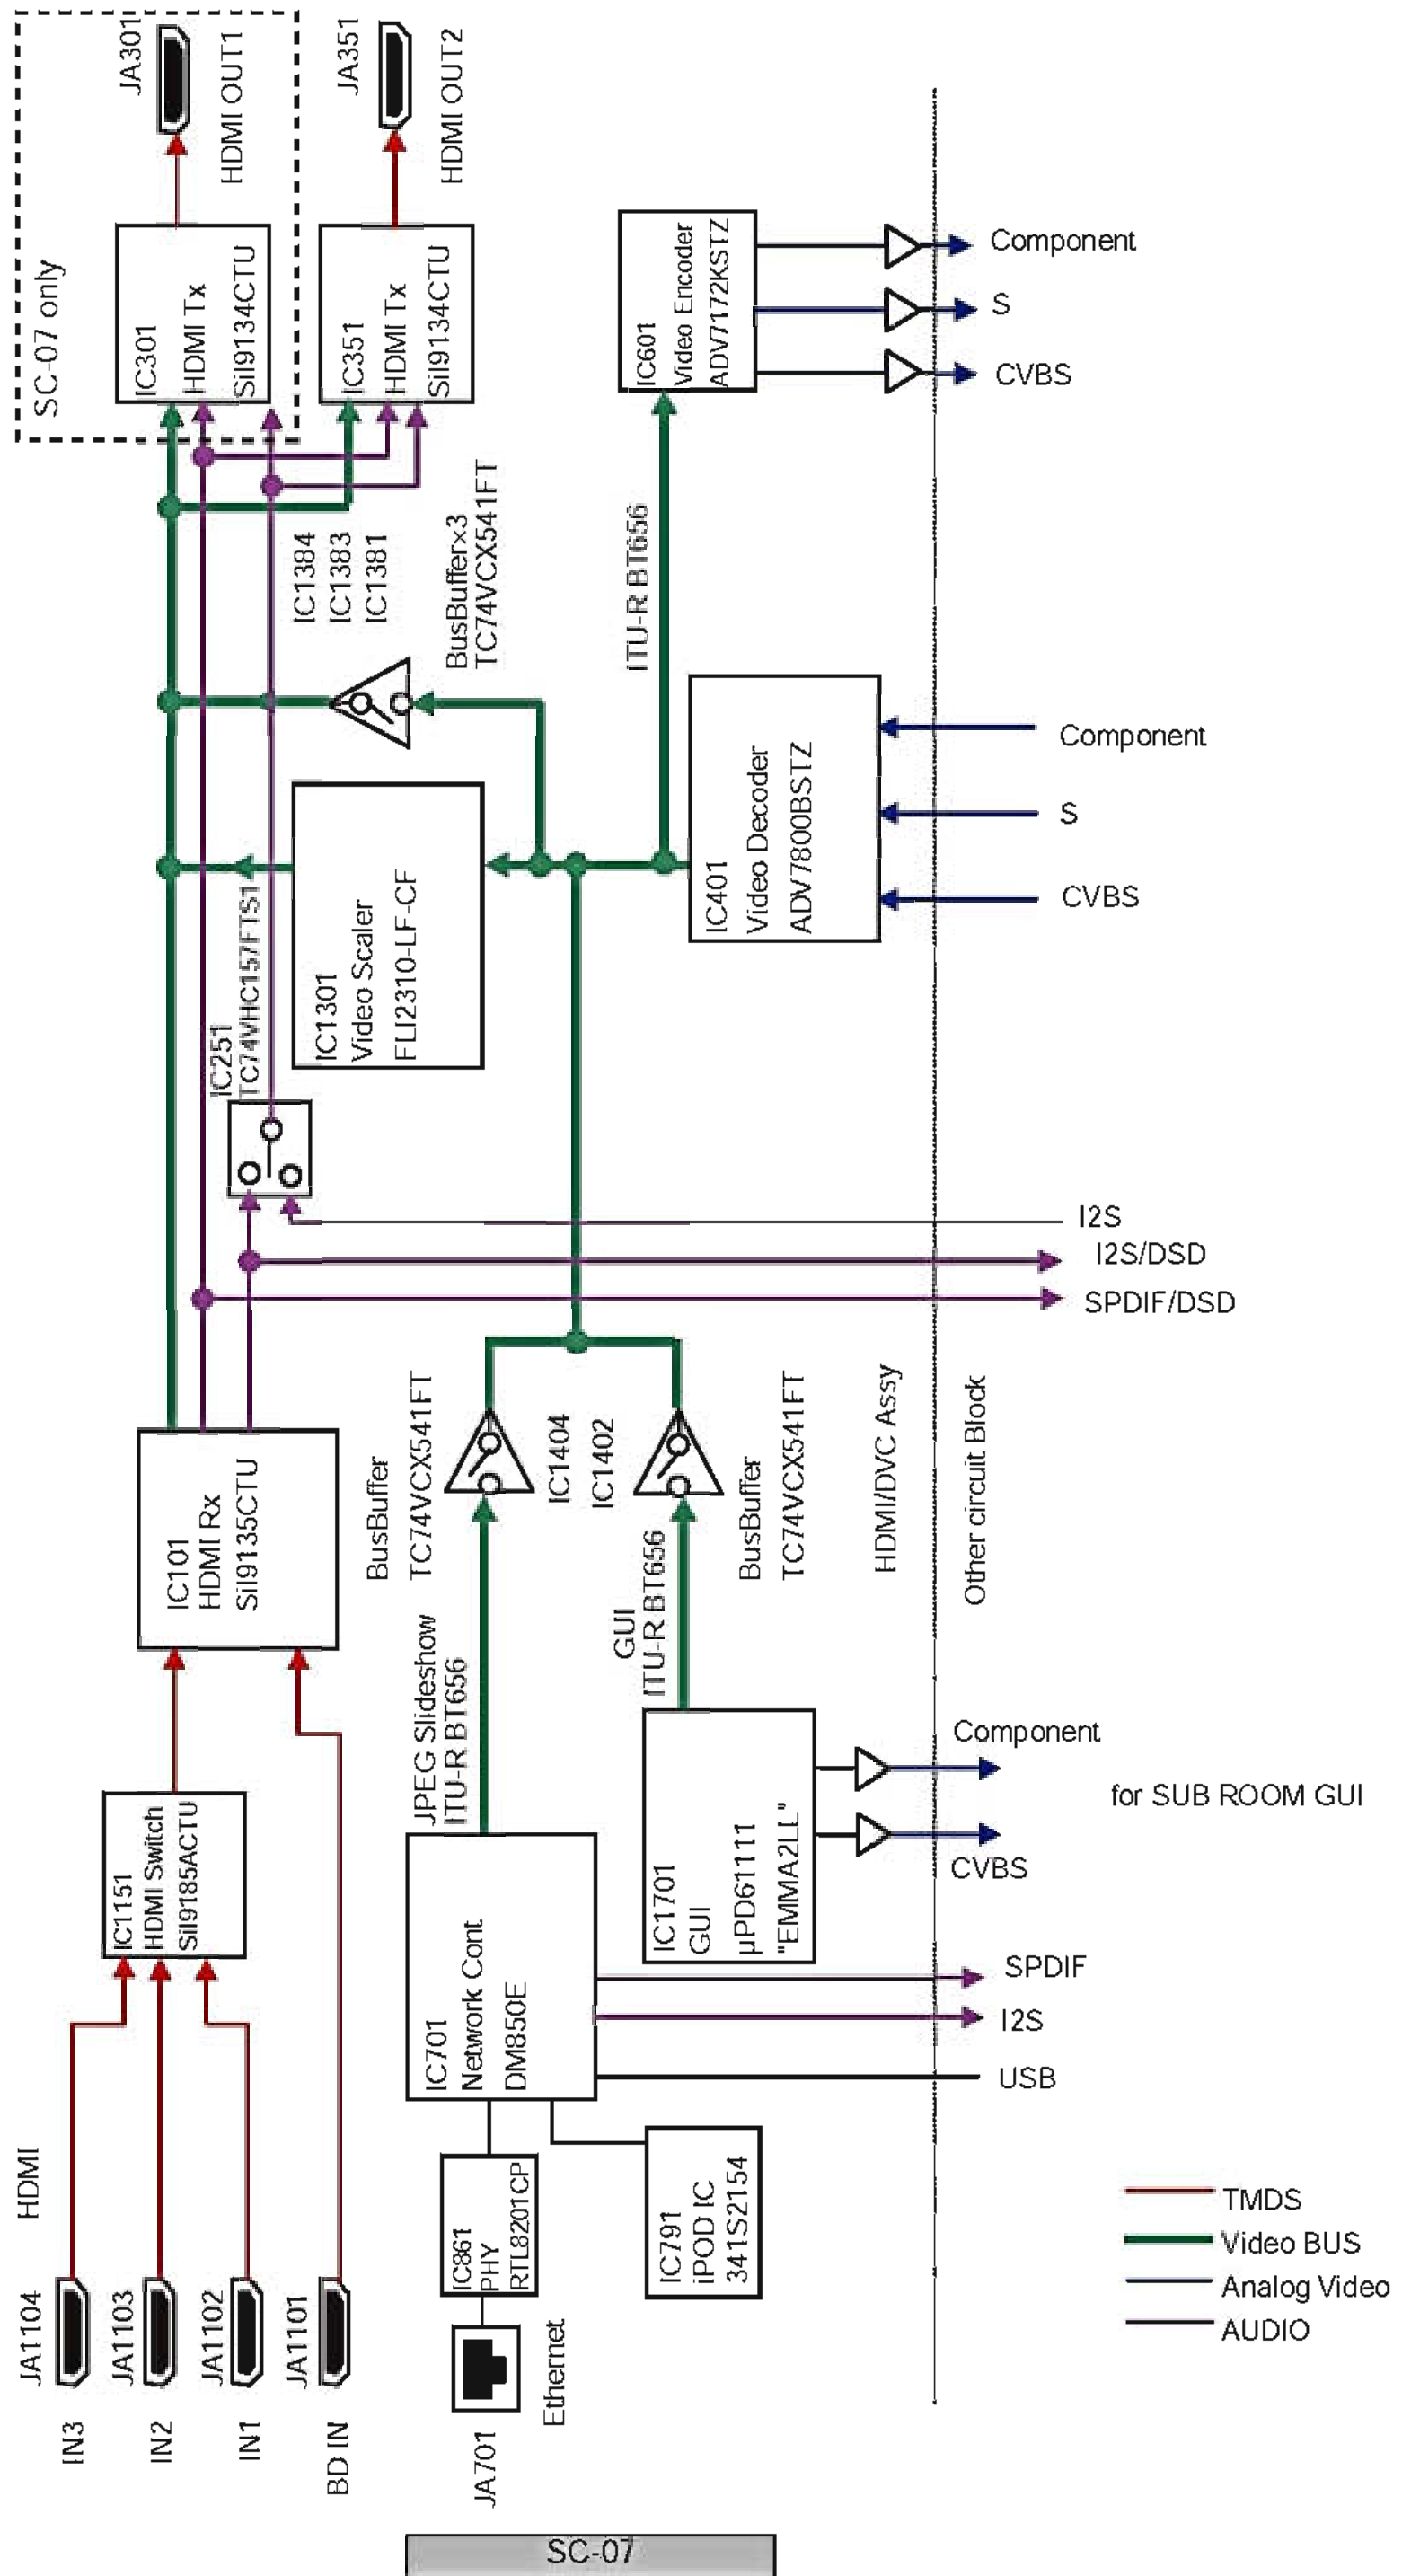 SC-07 only
JA301
HDMI OUT1
JA351
HDMI OUT2
IC301
HDMI Tx
SiI9134CTU
IC351
HDMI Tx
SiI9134CTU
IC601
Video Encoder
ADV7172KSTZ
Component
S
CVBS
IC1384
IC1383
IC1381
BusBuffer×3
TC74VCX541FT
ITU-R BT656
IC251
TC74VHC157FTS1
IC1301
Video Scaler
FLI2310-LF-CF
IC401
Video Decoder
ADV7800BSTZ
Component
S
CVBS
I2S
I2S/DSD
SPDIF/DSD
IC101
HDMI Rx
SiI9135CTU
BusBuffer
TC74VCX541FT
IC1404
IC1402
BusBuffer
TC74VCX541FT
HDMI/DVC Assy
Other circuit Block
JPEG Slideshow
ITU-R BT656
GUI
ITU-R BT656
IC1151
HDMI Switch
SiI9185ACTU
IC701
Network Cont
DM850E
IC1701
GUI
μPD61111
"EMMA2LL"
Component
CVBS
for SUB ROOM GUI
SPDIF
I2S
USB
HDMI
IC861
PHY
RTL8201CP
IC791
iPOD IC
341S2154
JA1104
JA1103
JA1102
JA1101
IN3
IN2
IN1
BD IN
Ethernet
JA701
TMDS
Video BUS
Analog Video
AUDIO
SC-07